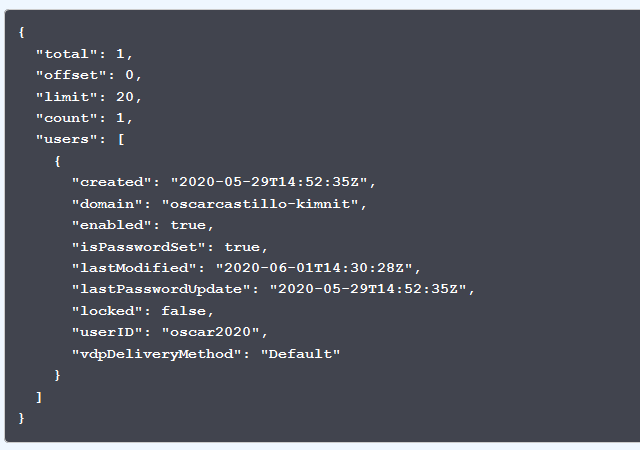 {
  "total": 1,
  "offset": 0,
  "limit": 20,
  "count": 1,
  "users": [
    {
      "created": "2020-05-29T14:52:35Z",
      "domain": "oscarcastillo-kimnit",
      "enabled": true,
      "isPasswordSet": true,
      "lastModified": "2020-06-01T14:30:28Z",
      "lastPasswordUpdate": "2020-05-29T14:52:35Z",
      "locked": false,
      "userID": "oscar2020",
      "vdpDeliveryMethod": "Default"
    }
  ]
}